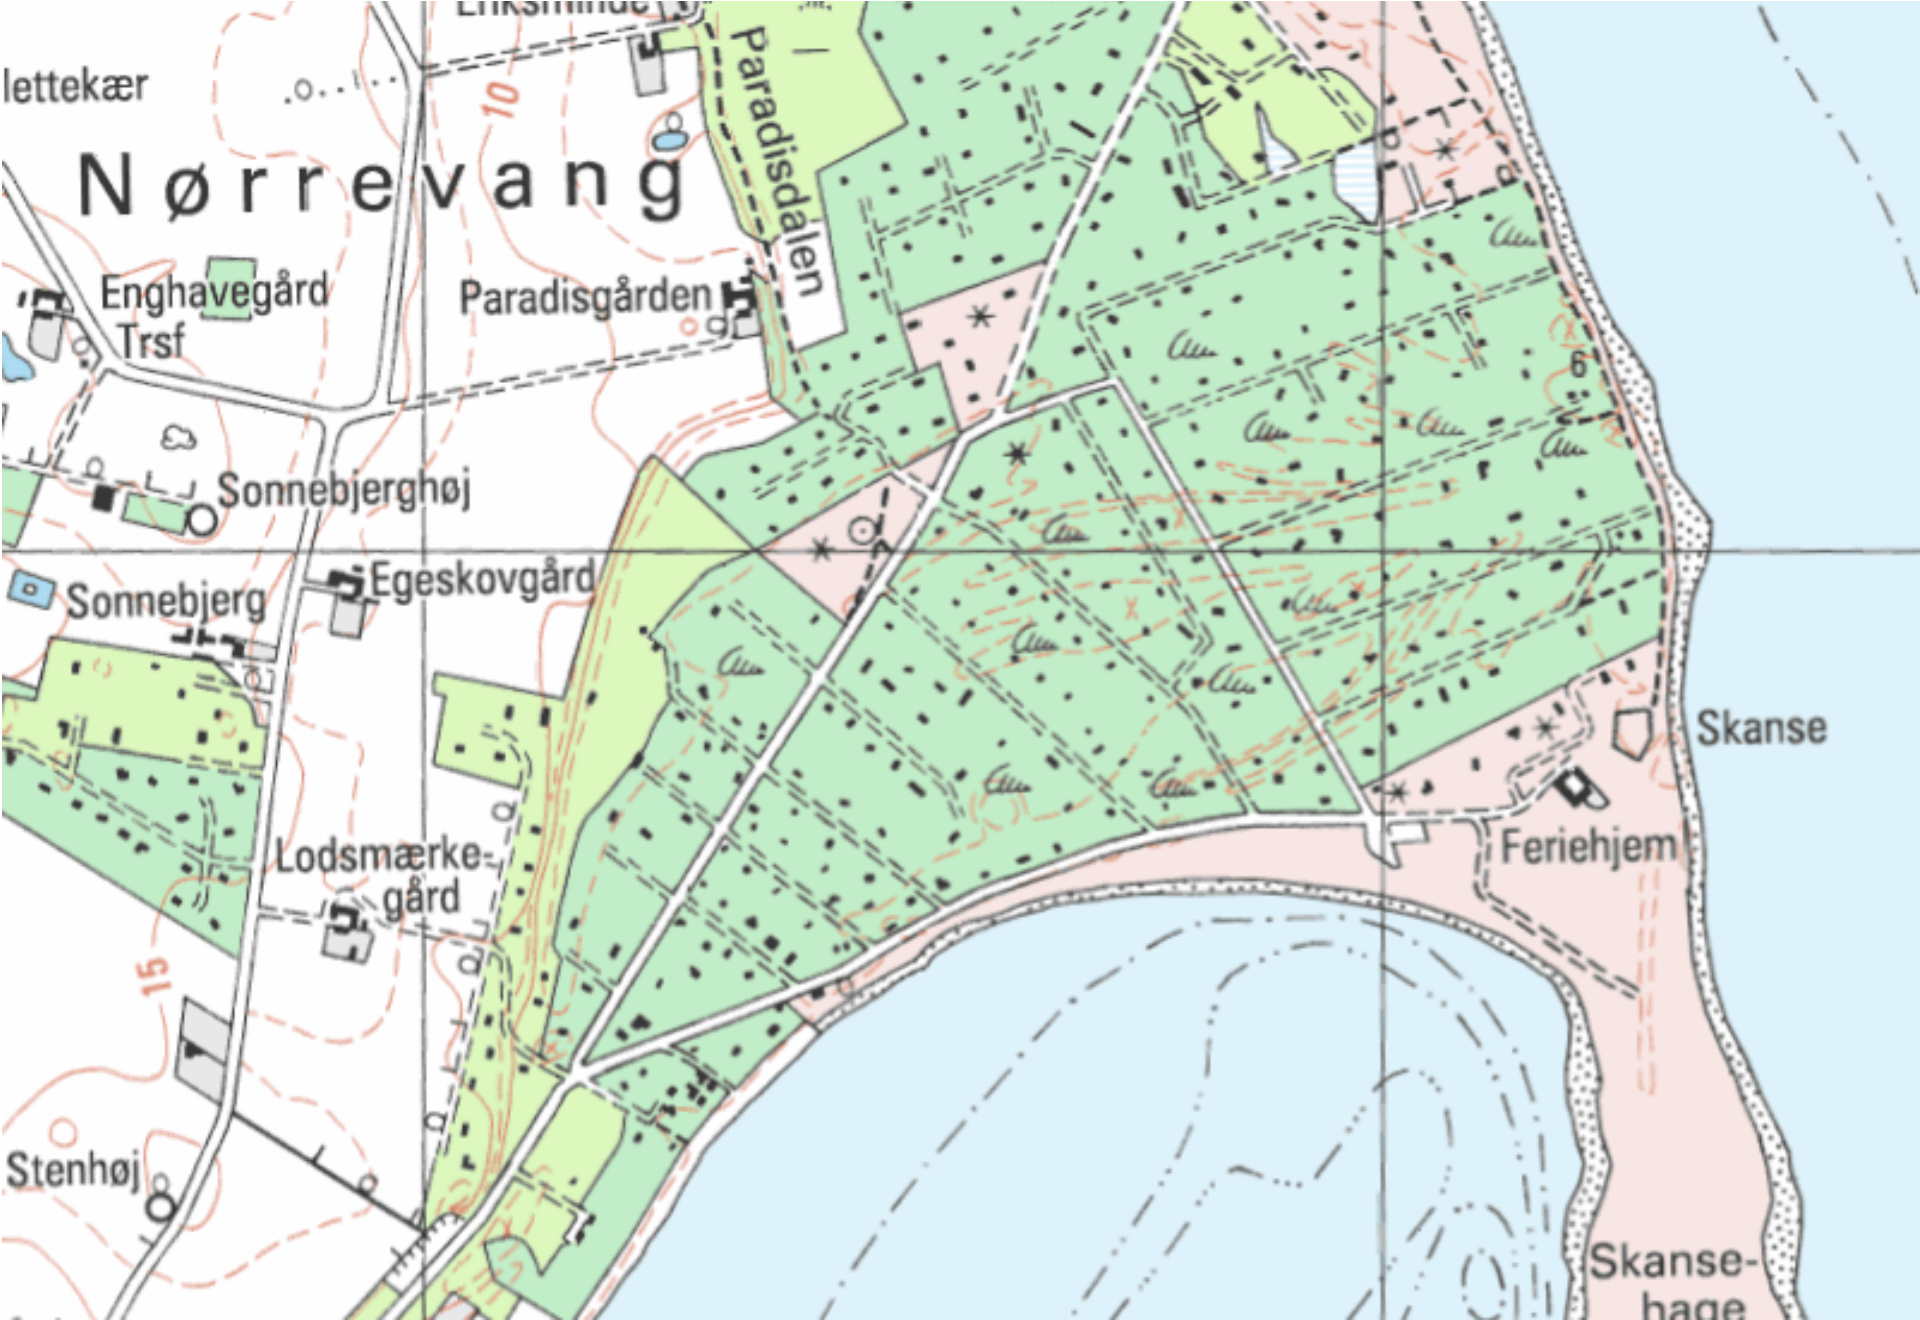 Eriksminde
lettekær
10
Paradisdalen
Nørrevang
Enghavegård
Trsf
Paradisgården
6
Sonnebjerghøj
Egeskovgård
Sonnebjerg
Skanse
Feriehjem
Lodsmærke-
gård
15
Stenhøj
Skanse-
hage